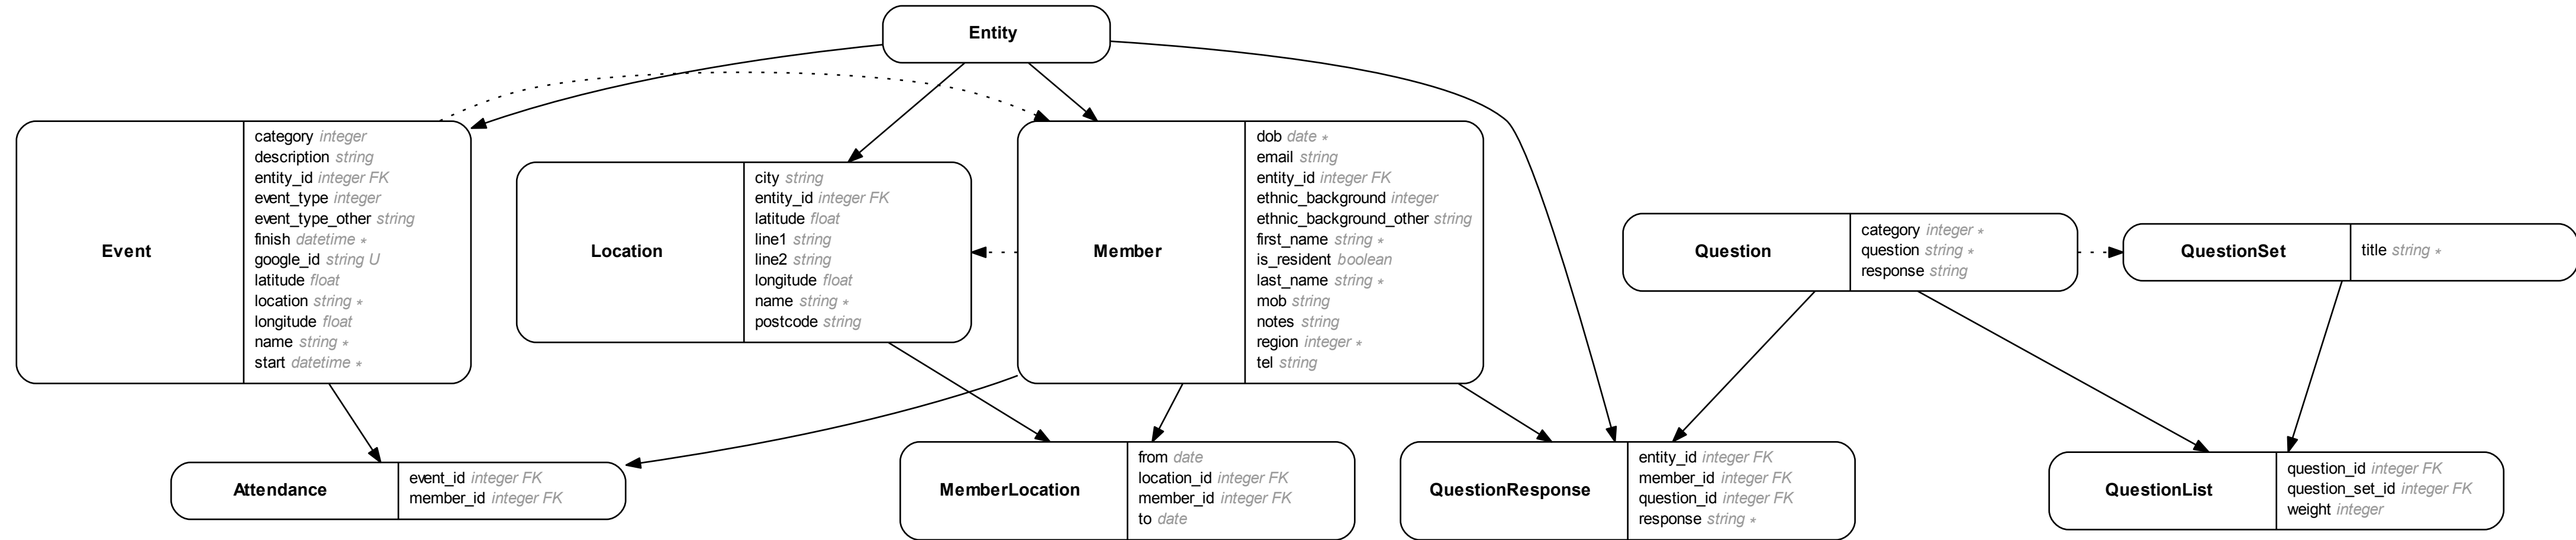 Entity
Event
category integer
description string
entity_id integer FK
event_type integer
event_type_other string
finish datetime *
google_id string U
latitude float
location string *
longitude float
name string *
start datetime *
Location
city string
entity_id integer FK
latitude float
line1 string
line2 string
longitude float
name string *
postcode string
Member
dob date *
email string
entity_id integer FK
ethnic_background integer
ethnic_background_other string
first_name string *
is_resident boolean
last_name string *
mob string
notes string
region integer *
tel string
Question
category integer *
question string *
response string
QuestionSet
title string *
Attendance
event_id integer FK
member_id integer FK
MemberLocation
from date
location_id integer FK
member_id integer FK
to date
QuestionResponse
entity_id integer FK
member_id integer FK
question_id integer FK
response string *
QuestionList
question_id integer FK
question_set_id integer FK
weight integer